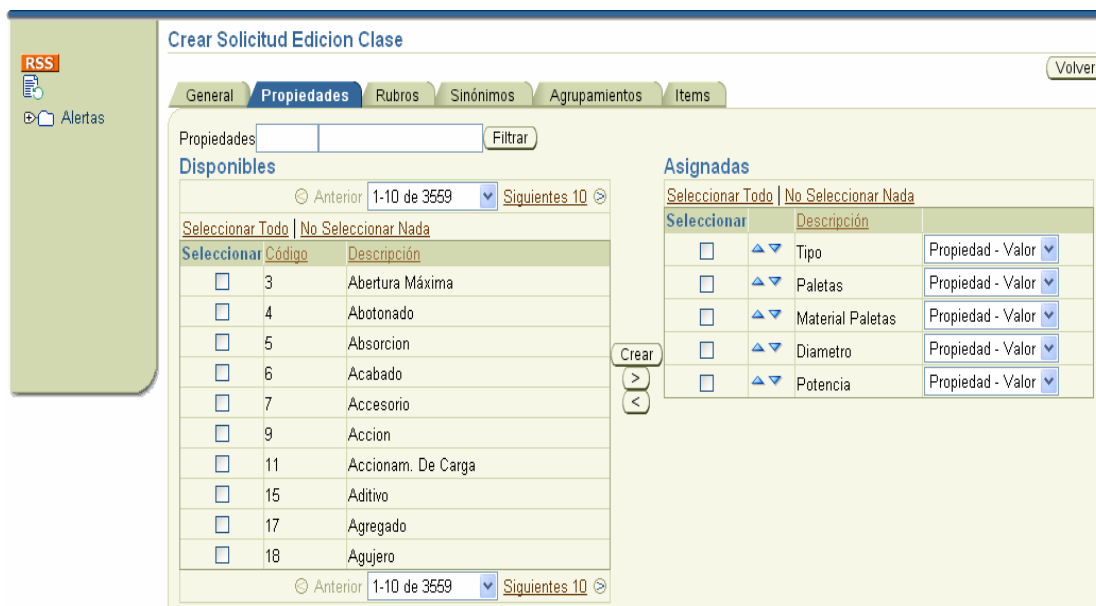 Crear Solicitud Edicion Clase
RSS
Volver
Alertas
General Propiedades Rubros Sinónimos Agrupamientos Items
Propiedades Filtrar
Disponibles
Anterior 1-10 de 3559 Siguientes 10
Seleccionar Todo | No Seleccionar Nada
Seleccionar Código Descripción
3 Abertura Máxima
4 Abotonado
5 Absorcion
6 Acabado
7 Accesorio
9 Accion
11 Accionam. De Carga
15 Aditivo
17 Agregado
18 Agujero
Anterior 1-10 de 3559 Siguientes 10
Crear
>
<
Asignadas
Seleccionar Todo | No Seleccionar Nada
Seleccionar Descripción
Tipo Propiedad - Valor
Paletas Propiedad - Valor
Material Paletas Propiedad - Valor
Diametro Propiedad - Valor
Potencia Propiedad - Valor